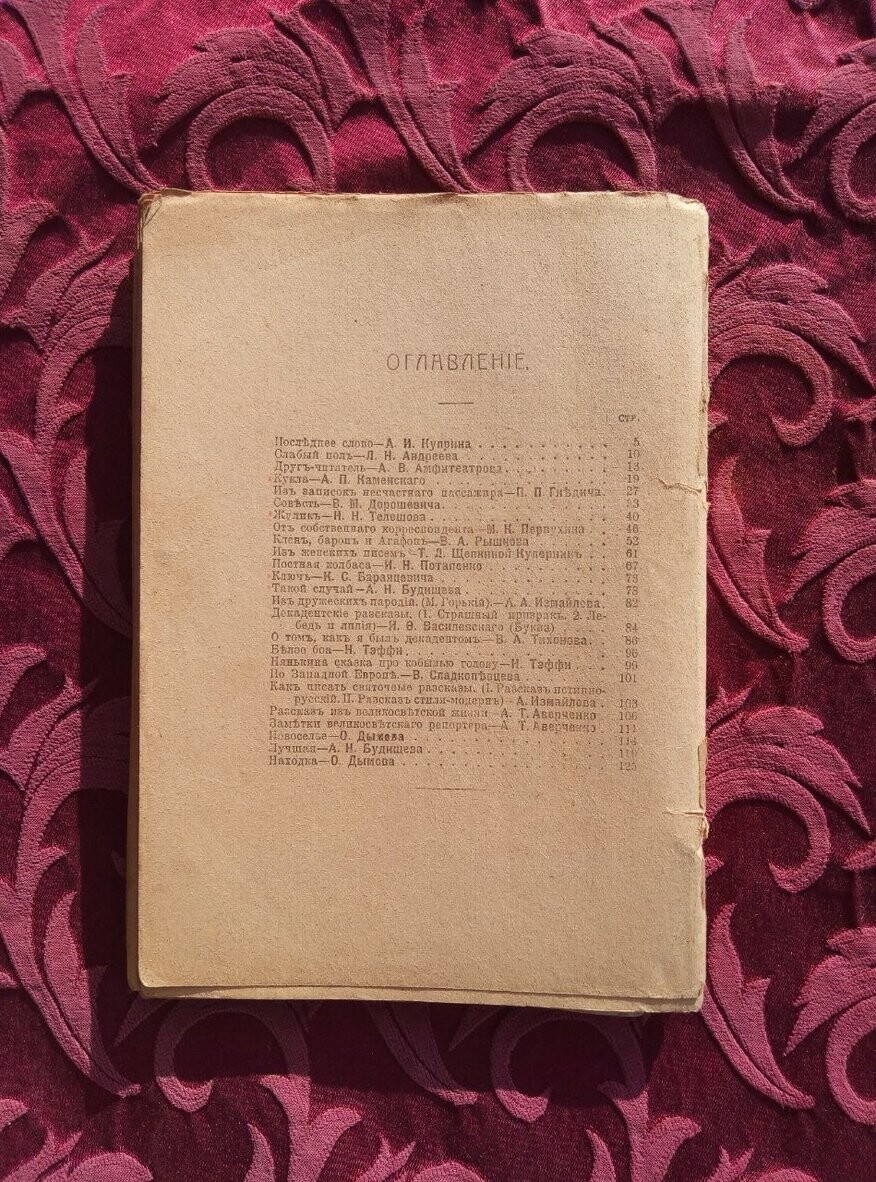 ОГЛАВЛЕНІЕ.
СТР.
Послѣднее слово—А. И. Куприна . . . . . . . . . 5
Слабый полъ—Л. Н. Андреева . . . . . . . . . . 10
Другъ-читатель—А. В. Амфитеатрова . . . . . . . 13
Кукла—А. П. Каменскаго . . . . . . . . . . . . 19
Изъ записокъ несчастнаго пассажира—П. П. Гнѣдича. 27
Совѣсть—В. М. Дорошевича . . . . . . . . . . .
Жуликъ—Н. Н. Телешова . . . . . . . . . . . . 40
Отъ собственнаго корреспондента—М. К. Первухина . 46
Клэнъ, баронъ и Агафонъ—В. А. Рышкова . . . . . 52
Изъ женскихъ писемъ—Т. Л. Щепкиной-Куперникъ . . 61
Постная колбаса—И. Н. Потапенко . . . . . . . . 67
Ключъ—К. С. Баранцевича . . . . . . . . . . . 73
Такой случай—А. Н. Будищева . . . . . . . . . . 78
Изъ дружескихъ пародій. (М. Горькій).—А. А. Измайлова. 82
Декадентскіе разсказы. (1. Страшный призракъ. 2. Ле-
бедь и лилія)—И. Ѳ. Василевскаго (Буква) . . . . 84
О томъ, какъ я былъ декадентомъ—В. А. Тихонова. . 86
Бѣлое боа—Н. Тэффи . . . . . . . . . . . . . . 96
Нянькина сказка про кобылью голову—Н. Тэффи . . . 99
По Западной Европѣ.—В. Сладкопѣвцева . . . . . . 101
Какъ писать святочные разсказы. (I. Разсказъ истинно-
русскій. II. Разсказъ стиль-модернъ)—А. Измайлова . 103
Разсказъ изъ великосвѣтской жизни—А. Т. Аверченко 106
Замѣтки великосвѣтскаго репортера—А. Т. Аверченко 111
Новоселье—О. Дымова . . . . . . . . . . . . . 114
Лучшая—А. Н. Будищева . . . . . . . . . . . .
Находка—О. Дымова . . . . . . . . . . . . . . 125